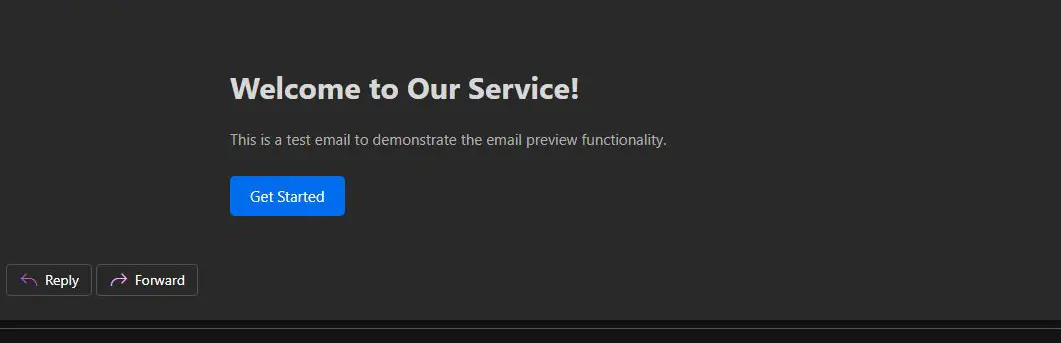 Welcome to Our Service!
This is a test email to demonstrate the email preview functionality.
Get Started
Reply Forward